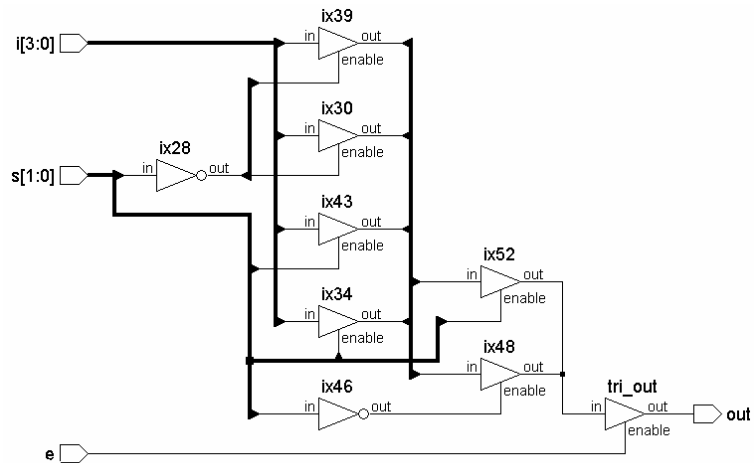 ix39
i[3:0]
in
out
enable
ix30
in
out
enable
ix28
s[1:0]
in
out
ix43
in
out
enable
ix52
in
out
enable
ix34
in
out
enable
ix48
in
out
enable
ix46
in
out
tri_out
in
out
enable
out
e